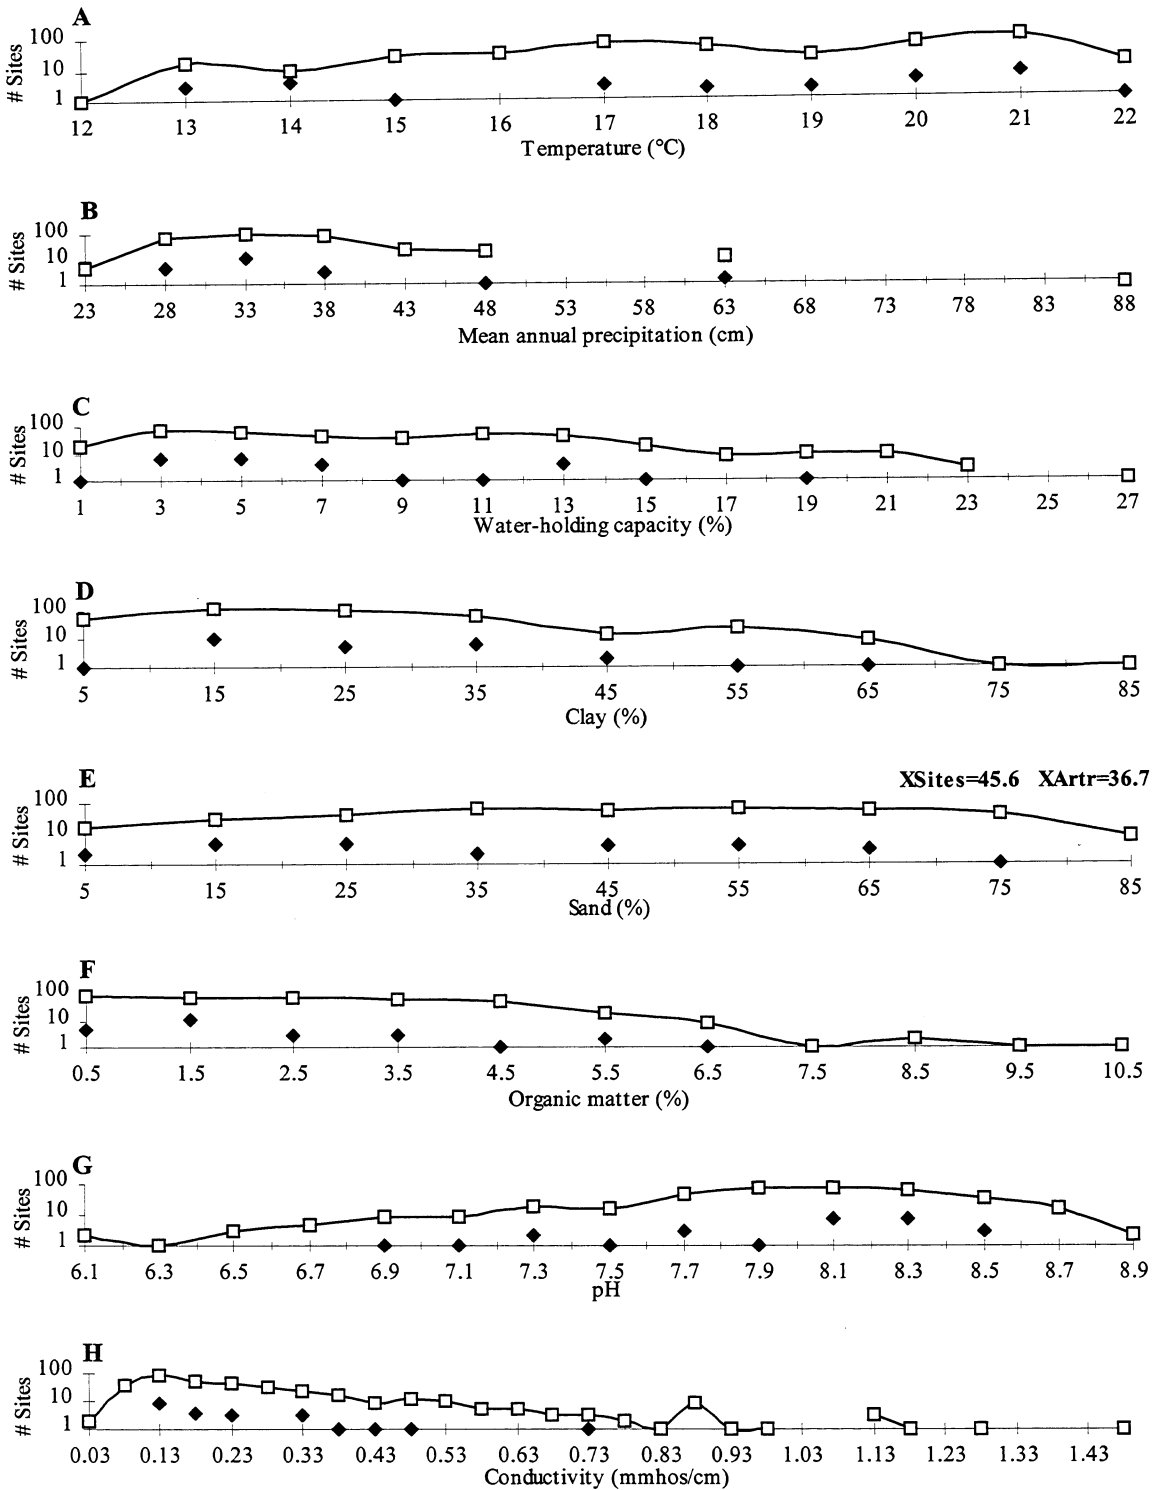 A
# Sites
100
10
1
12 13 14 15 16 17 18 19 20 21 22
Temperature (°C)
B
# Sites
100
10
1
23 28 33 38 43 48 53 58 63 68 73 78 83 88
Mean annual precipitation (cm)
C
# Sites
100
10
1
1 3 5 7 9 11 13 15 17 19 21 23 25 27
Water-holding capacity (%)
D
# Sites
100
10
1
5 15 25 35 45 55 65 75 85
Clay (%)
E
XSites=45.6 XArtr=36.7
# Sites
100
10
1
5 15 25 35 45 55 65 75 85
Sand (%)
F
# Sites
100
10
1
0.5 1.5 2.5 3.5 4.5 5.5 6.5 7.5 8.5 9.5 10.5
Organic matter (%)
G
# Sites
100
10
1
6.1 6.3 6.5 6.7 6.9 7.1 7.3 7.5 7.7 7.9 8.1 8.3 8.5 8.7 8.9
pH
H
# Sites
100
10
1
0.03 0.13 0.23 0.33 0.43 0.53 0.63 0.73 0.83 0.93 1.03 1.13 1.23 1.33 1.43
Conductivity (mmhos/cm)